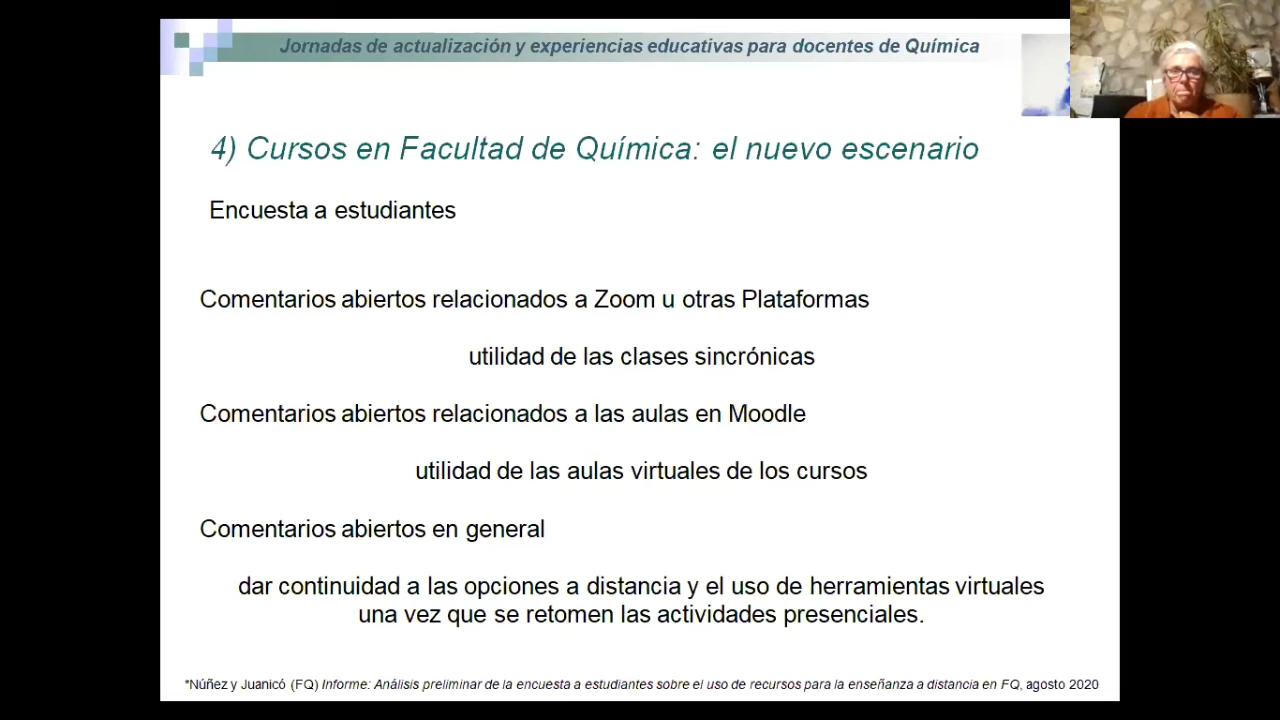 Jornadas de actualización y experiencias educativas para docentes de Química
4) Cursos en Facultad de Química: el nuevo escenario
Encuesta a estudiantes
Comentarios abiertos relacionados a Zoom u otras Plataformas
utilidad de las clases sincrónicas
Comentarios abiertos relacionados a las aulas en Moodle
utilidad de las aulas virtuales de los cursos
Comentarios abiertos en general
dar continuidad a las opciones a distancia y el uso de herramientas virtuales
una vez que se retomen las actividades presenciales.
*Núñez y Juanicó (FQ) Informe: Análisis preliminar de la encuesta a estudiantes sobre el uso de recursos para la enseñanza a distancia en FQ, agosto 2020